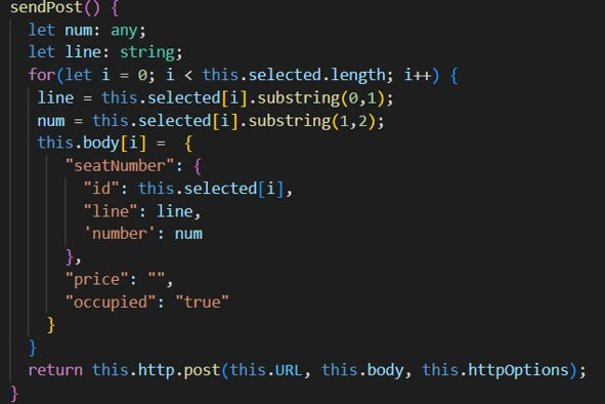 sendPost() {
let num: any;
let line: string;
for(let i = 0; i < this.selected.length; i++) {
line = this.selected[i].substring(0,1);
num = this.selected[i].substring(1,2);
this.body[i] =  {
"seatNumber": {
"id": this.selected[i],
"line": line,
'number': num
},
"price": "",
"occupied": "true"
}
}
return this.http.post(this.URL, this.body, this.httpOptions);
}